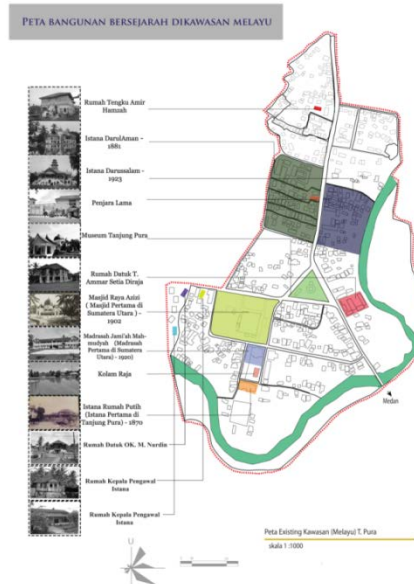 PETA BANGUNAN BERSEJARAH DIKAWASAN MELAYU
Rumah Tengku Amir
Hamzah
Istana DarulAman -
1881
Istana Darussalam -
1923
Penjara Lama
Museum Tanjung Pura
Rumah Datuk T.
Ammar Setia Diraja
Masjid Raya Azizi
( Masjid Pertama di
Sumatera Utara ) -
1902
Madrasah Jam'iah Mah-
mudyah (Madrasah
Pertama di Sumatera
Utara) - 1920)
Kolam Raja
Istana Rumah Putih
(Istana Pertama di
Tanjung Pura) - 1870
Rumah Datuk OK. M. Nurdin
Rumah Kepala Pengawal
Istana
Rumah Kepala Pengawal
Istana
Medan
Peta Existing Kawasan (Melayu) T. Pura
skala 1 :1000
U